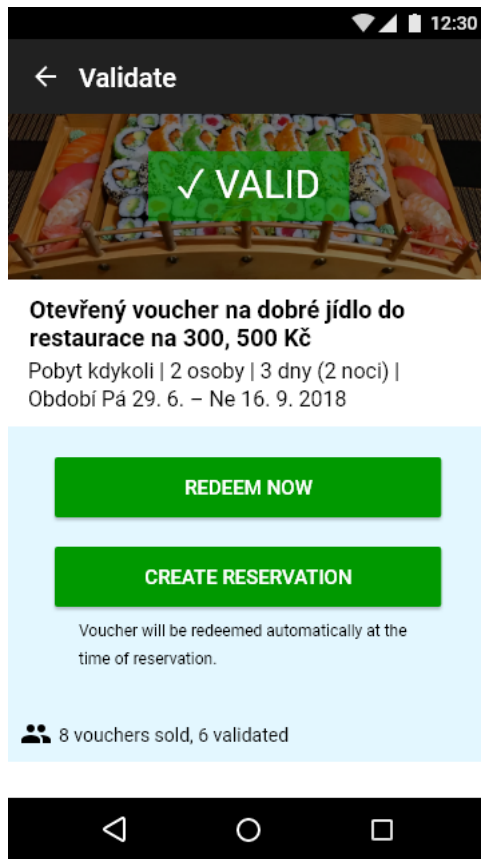 12:30
Validate
✓ VALID
Otevřený voucher na dobré jídlo do
restaurace na 300, 500 Kč
Pobyt kdykoli | 2 osoby | 3 dny (2 noci) |
Období Pá 29. 6. – Ne 16. 9. 2018
REDEEM NOW
CREATE RESERVATION
Voucher will be redeemed automatically at the
time of reservation.
8 vouchers sold, 6 validated